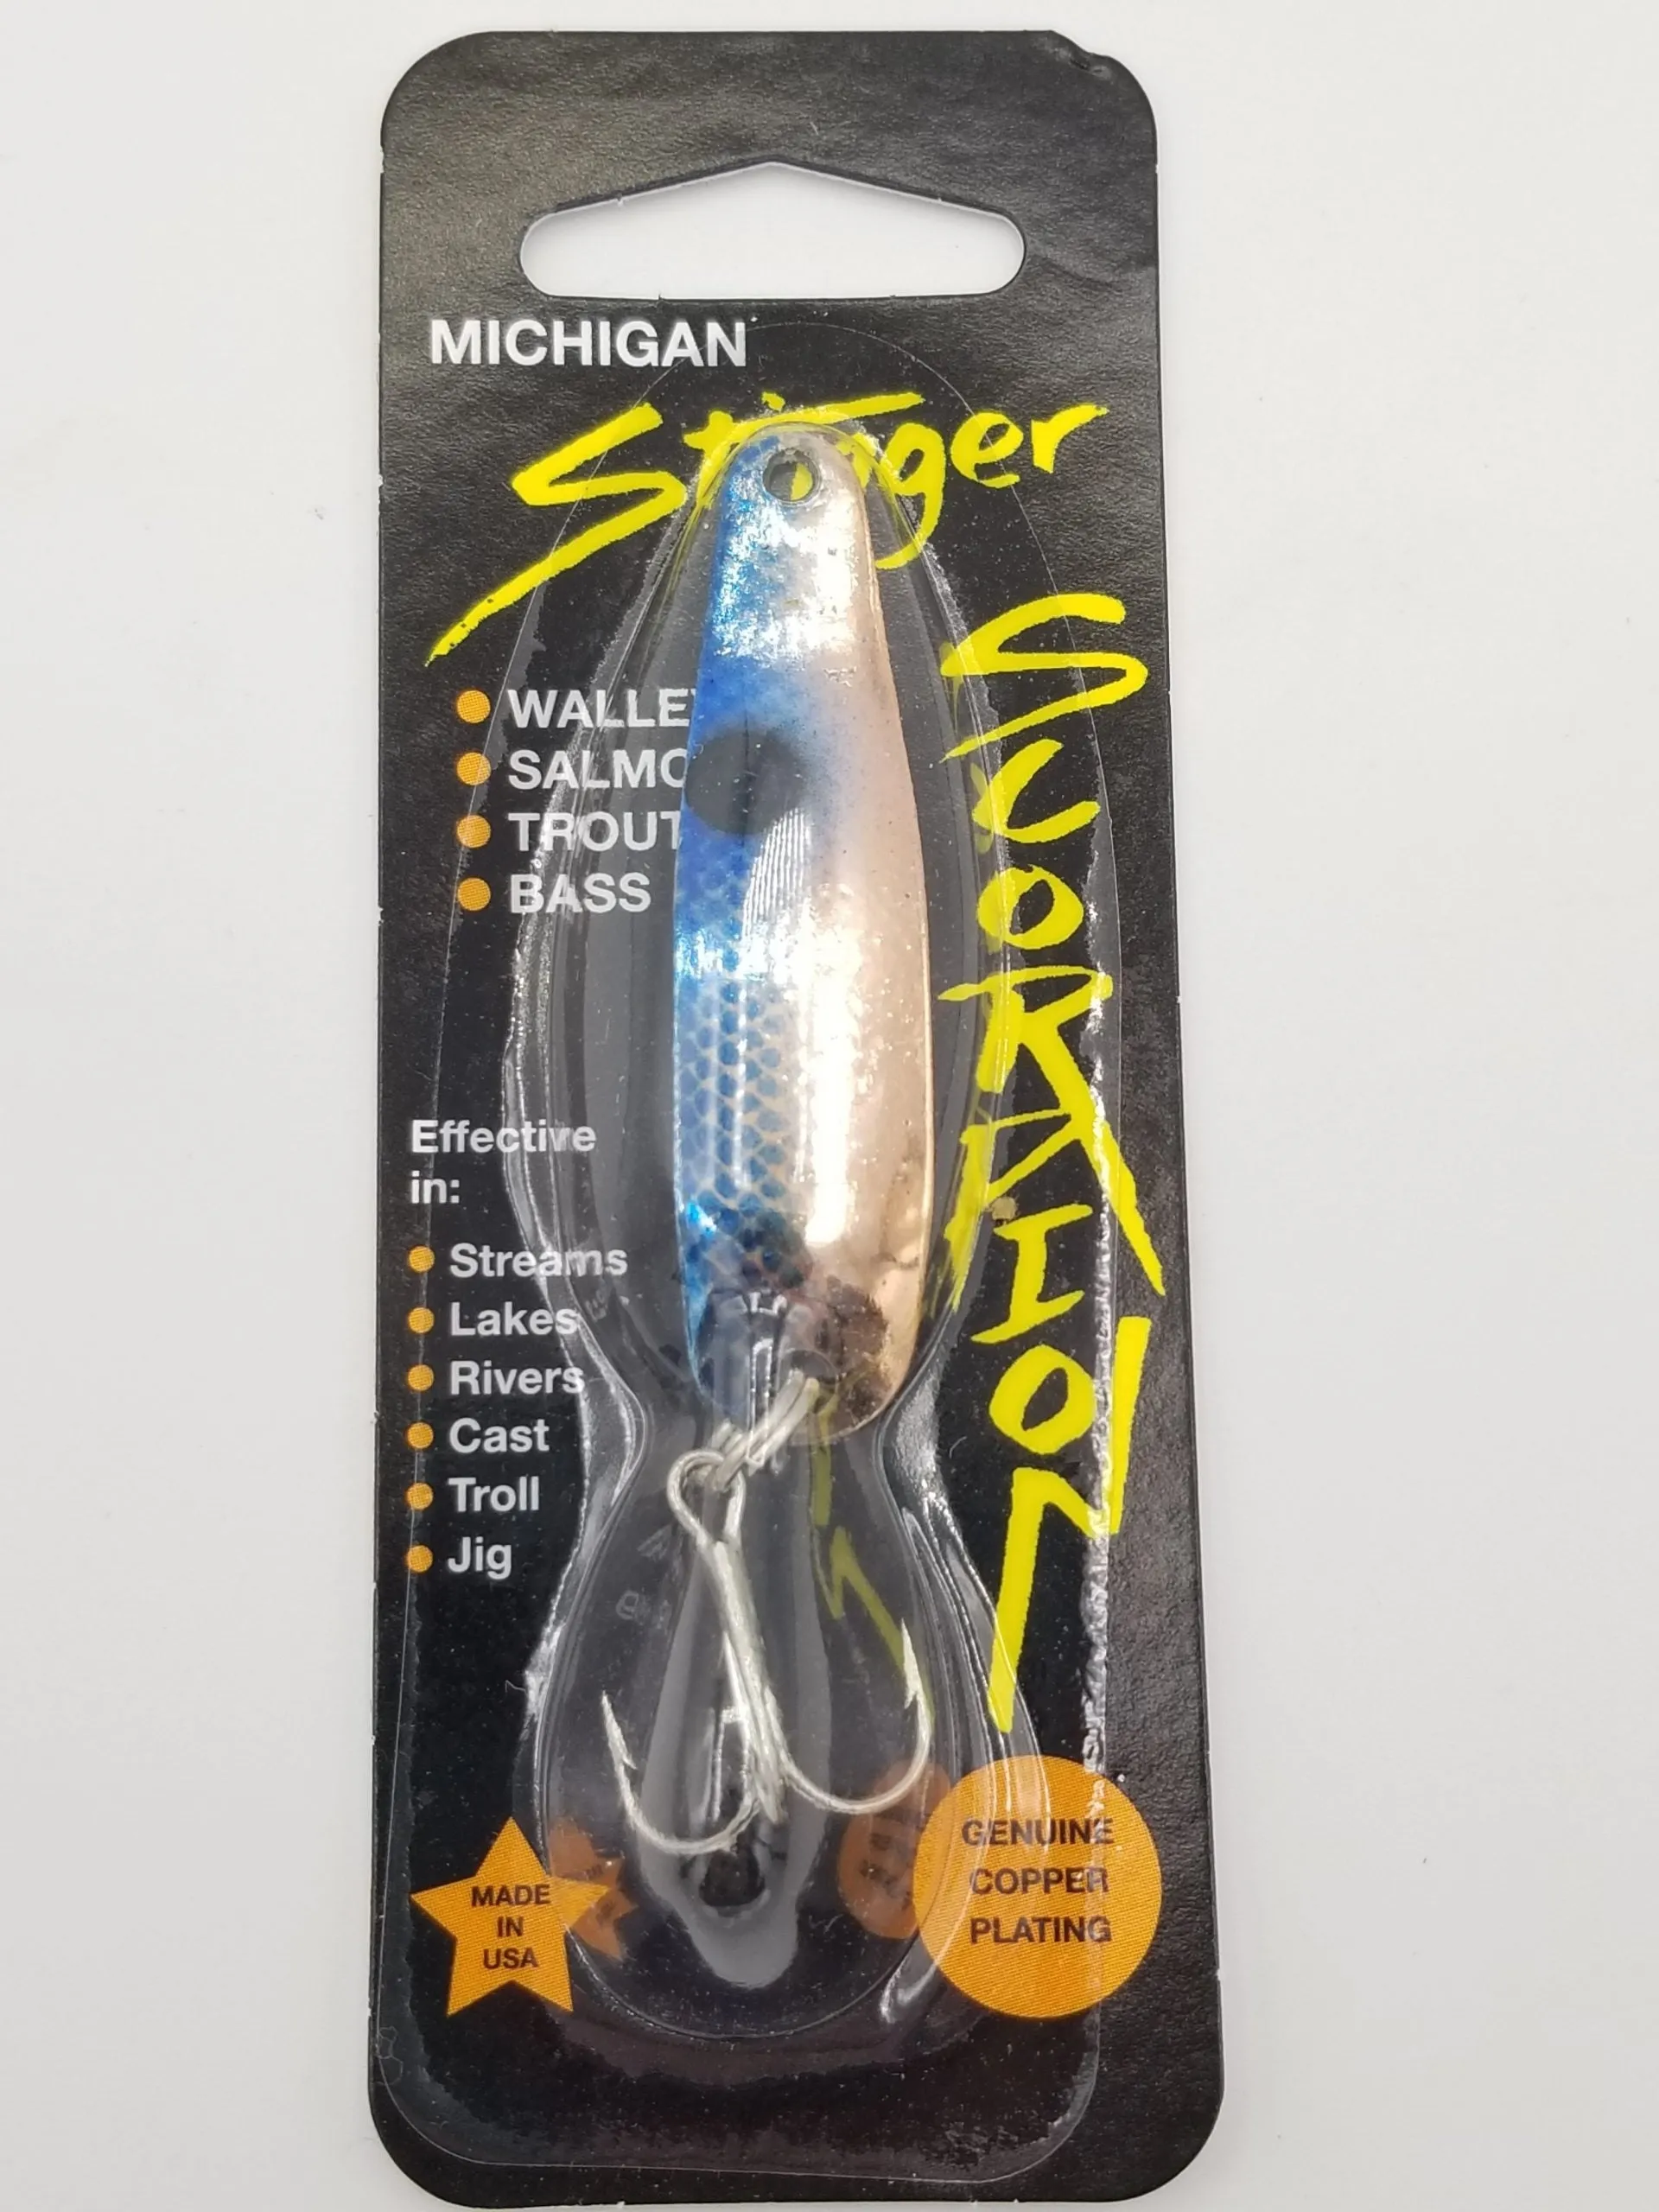 MICHIGAN
Stinger
SCORPION
WALLEY
SALMO
TROUT
BASS
Effective
in:
Streams
Lakes
Rivers
Cast
Troll
Jig
MADE
IN
USA
GENUINE
COPPER
PLATING